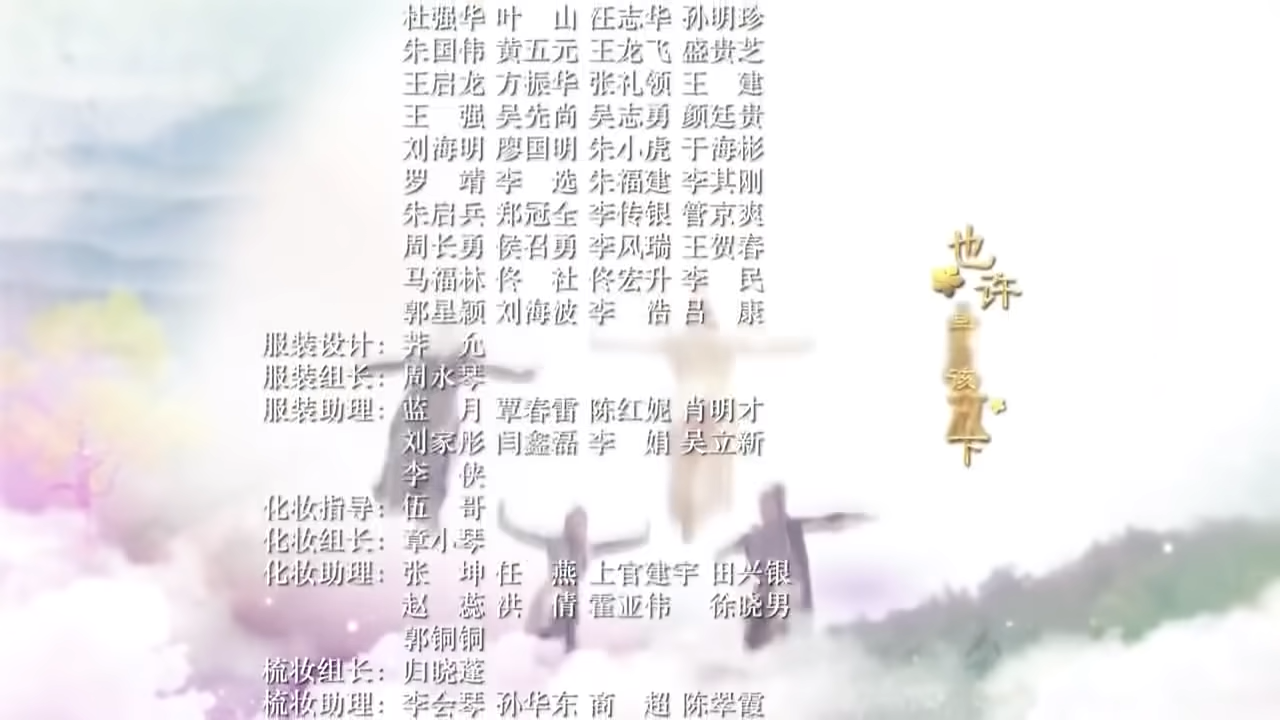 杜强华 叶　山 汪志华 孙明珍
朱国伟 黄五元 王龙飞 盛贵芝
王启龙 方振华 张礼领 王　建
王　强 吴先尚 吴志勇 颜廷贵
刘海明 廖国明 朱小虎 于海彬
罗　靖 李　选 朱福建 李其刚
朱启兵 郑冠全 李传银 管京爽
周长勇 侯召勇 李风瑞 王贺春
马福林 佟　社 佟宏升 李　民
郭星颖 刘海波 李　浩 吕　康
服装设计：荓　允
服装组长：周永琴
服装助理：蓝　月 覃春雷 陈红妮 肖明才
刘家彤 闫鑫磊 李　娟 吴立新
李　侠
化妆指导：伍　哥
化妆组长：章小琴
化妆助理：张　坤 任　燕 上官建宇 田兴银
赵　蕊 洪　倩 霍亚伟　徐晓男
郭铜铜
梳妆组长：归晓蓬
梳妆助理：李会琴 孙华东 商　超 陈翠霞
也许
该
下